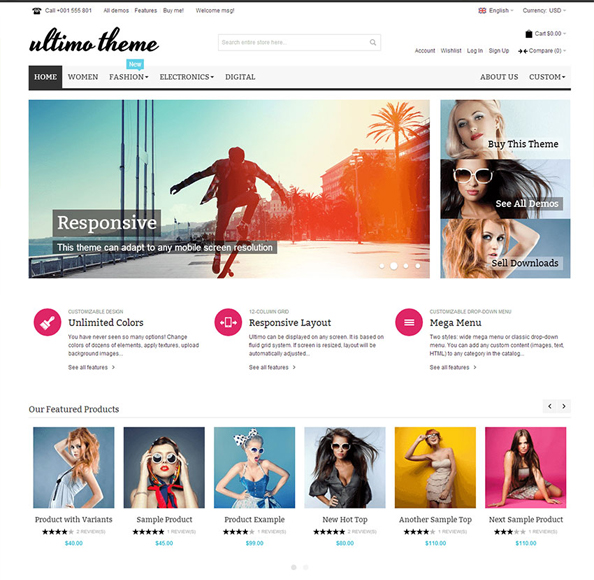 Call +001 555 801 All demos Features Buy me! Welcome msg! English Currency: USD
ultimo theme
Search entire store here...
Cart $0.00
Account Wishlist Log In Sign Up Compare (0)
New
HOME WOMEN FASHION ELECTRONICS DIGITAL ABOUT US CUSTOM
Buy This Theme
See All Demos
Responsive
This theme can adapt to any mobile screen resolution
Sell Downloads
CUSTOMIZABLE DESIGN
Unlimited Colors
You have never seen so many options! Change
colors of dozens of elements, apply textures, upload
background images...
See all features
12-COLUMN GRID
Responsive Layout
Ultimo can be displayed on any screen. It is based on
fluid grid system. If screen is resized, layout will be
automatically adjusted...
See all features
CUSTOMIZABLE DROP-DOWN MENU
Mega Menu
Two styles: wide mega menu or classic drop-down
menu. You can add any custom content (images, text,
HTML) to any category in the catalog...
See all features
Our Featured Products
Product with Variants Sample Product Product Example New Hot Top Another Sample Top Next Sample Product
2 REVIEW(S) 1 REVIEW(S) 1 REVIEW(S) 2 REVIEW(S) 1 REVIEW(S) 1 REVIEW(S)
$40.00 $45.00 $99.00 $80.00 $110.00 $110.00